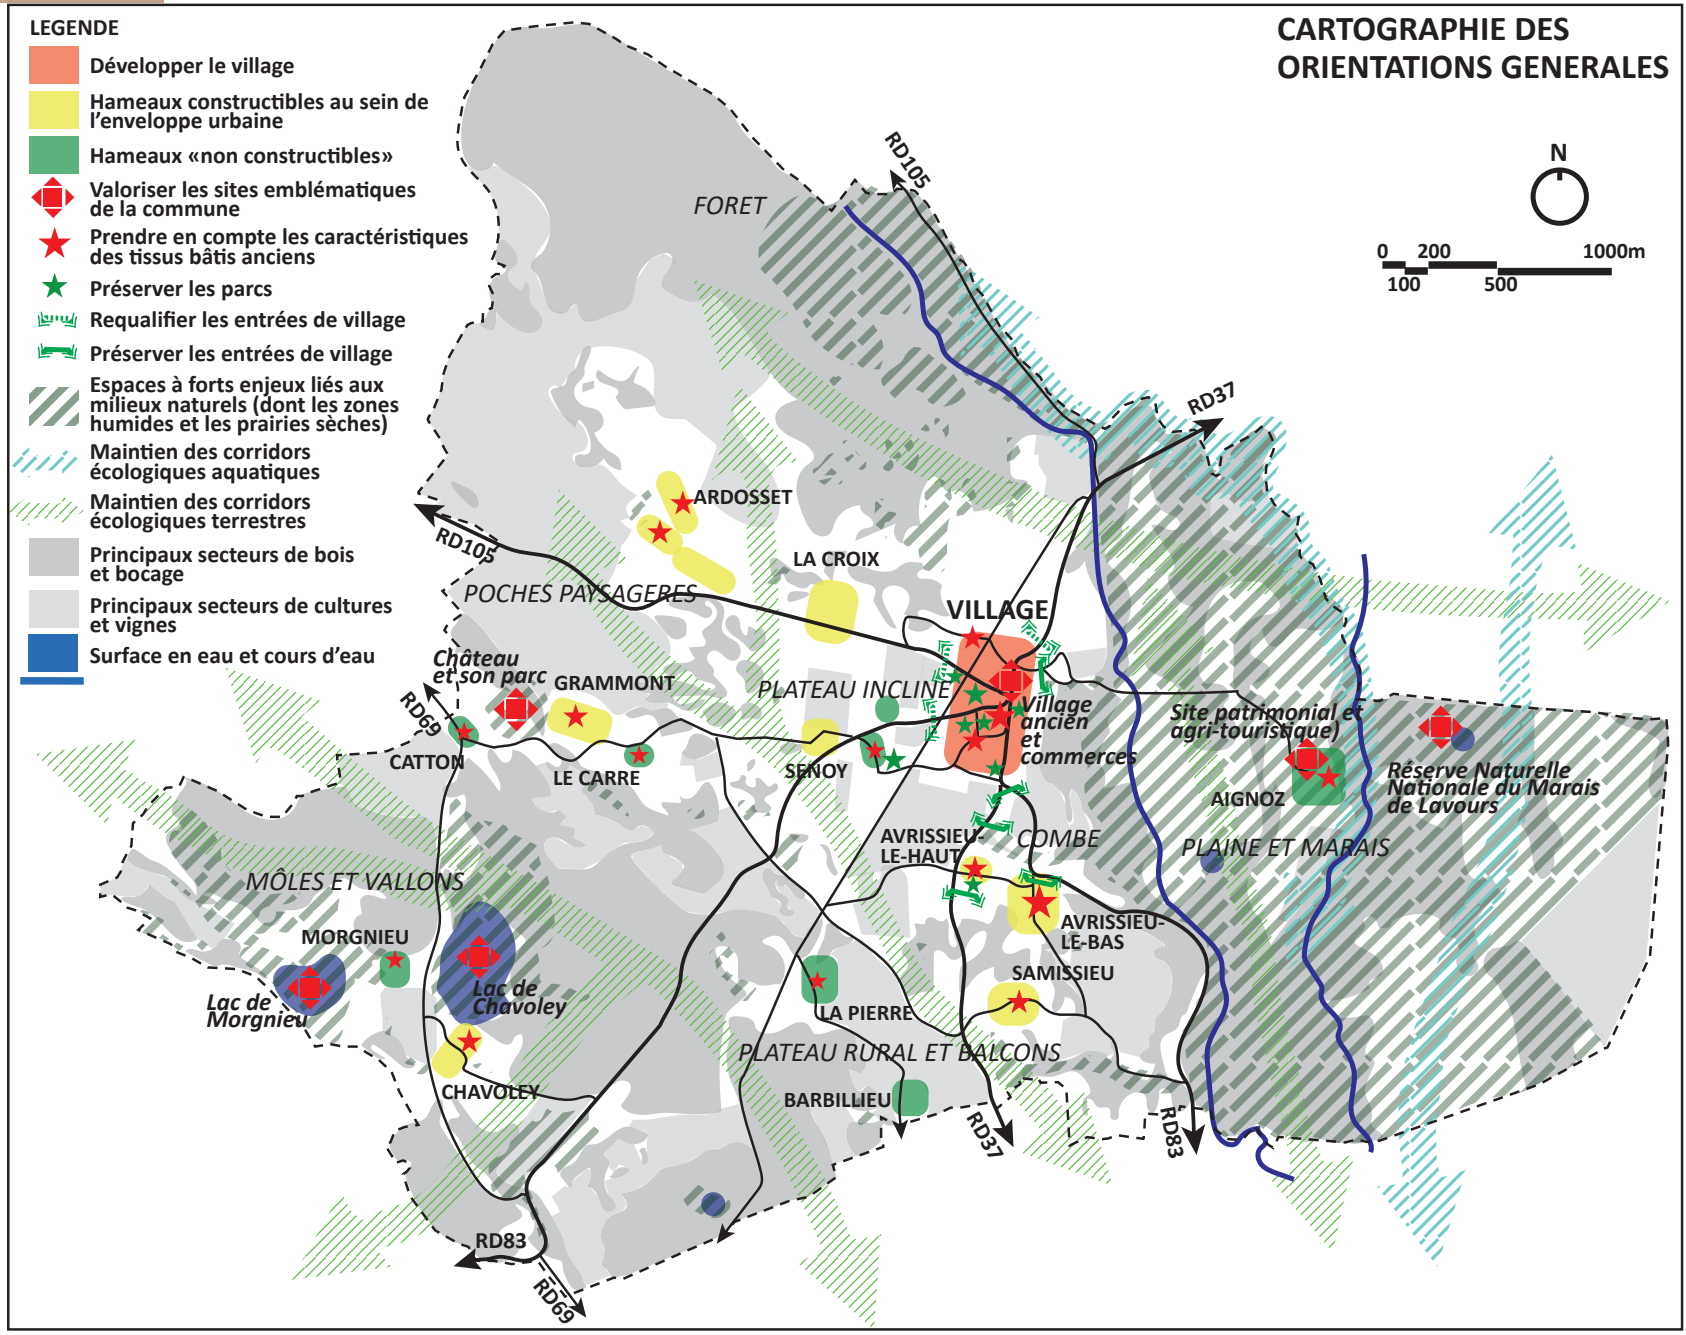 LEGENDE
Développer le village
Hameaux constructibles au sein de
l'enveloppe urbaine
Hameaux «non constructibles»
Valoriser les sites emblématiques
de la commune
Prendre en compte les caractéristiques
des tissus bâtis anciens
Préserver les parcs
Requalifier les entrées de village
Préserver les entrées de village
Espaces à forts enjeux liés aux
milieux naturels (dont les zones
humides et les prairies sèches)
Maintien des corridors
écologiques aquatiques
Maintien des corridors
écologiques terrestres
Principaux secteurs de bois
et bocage
Principaux secteurs de cultures
et vignes
Surface en eau et cours d'eau
CARTOGRAPHIE DES
ORIENTATIONS GENERALES
N
0 200 1000m
100 500
RD105
FORET
RD37
ARDOSSET
RD105
LA CROIX
POCHES PAYSAGERES
VILLAGE
Château
et son parc
GRAMMONT
PLATEAU INCLINE
RD69
Village
ancien
et
commerces
Site patrimonial et
agri-touristique)
CATTON
LE CARRE
SENOY
AIGNOZ
Réserve Naturelle
Nationale du Marais
de Lavours
AVRISSIEU-
LE-HAUT
COMBE
PLAINE ET MARAIS
MÔLES ET VALLONS
MORGNIEU
AVRISSIEU-
LE-BAS
SAMISSIEU
Lac de
Chavoley
Lac de
Morgnieu
LA PIERRE
PLATEAU RURAL ET BALCONS
CHAVOLEY
BARBILLIEU
RD37
RD83
RD83
RD69